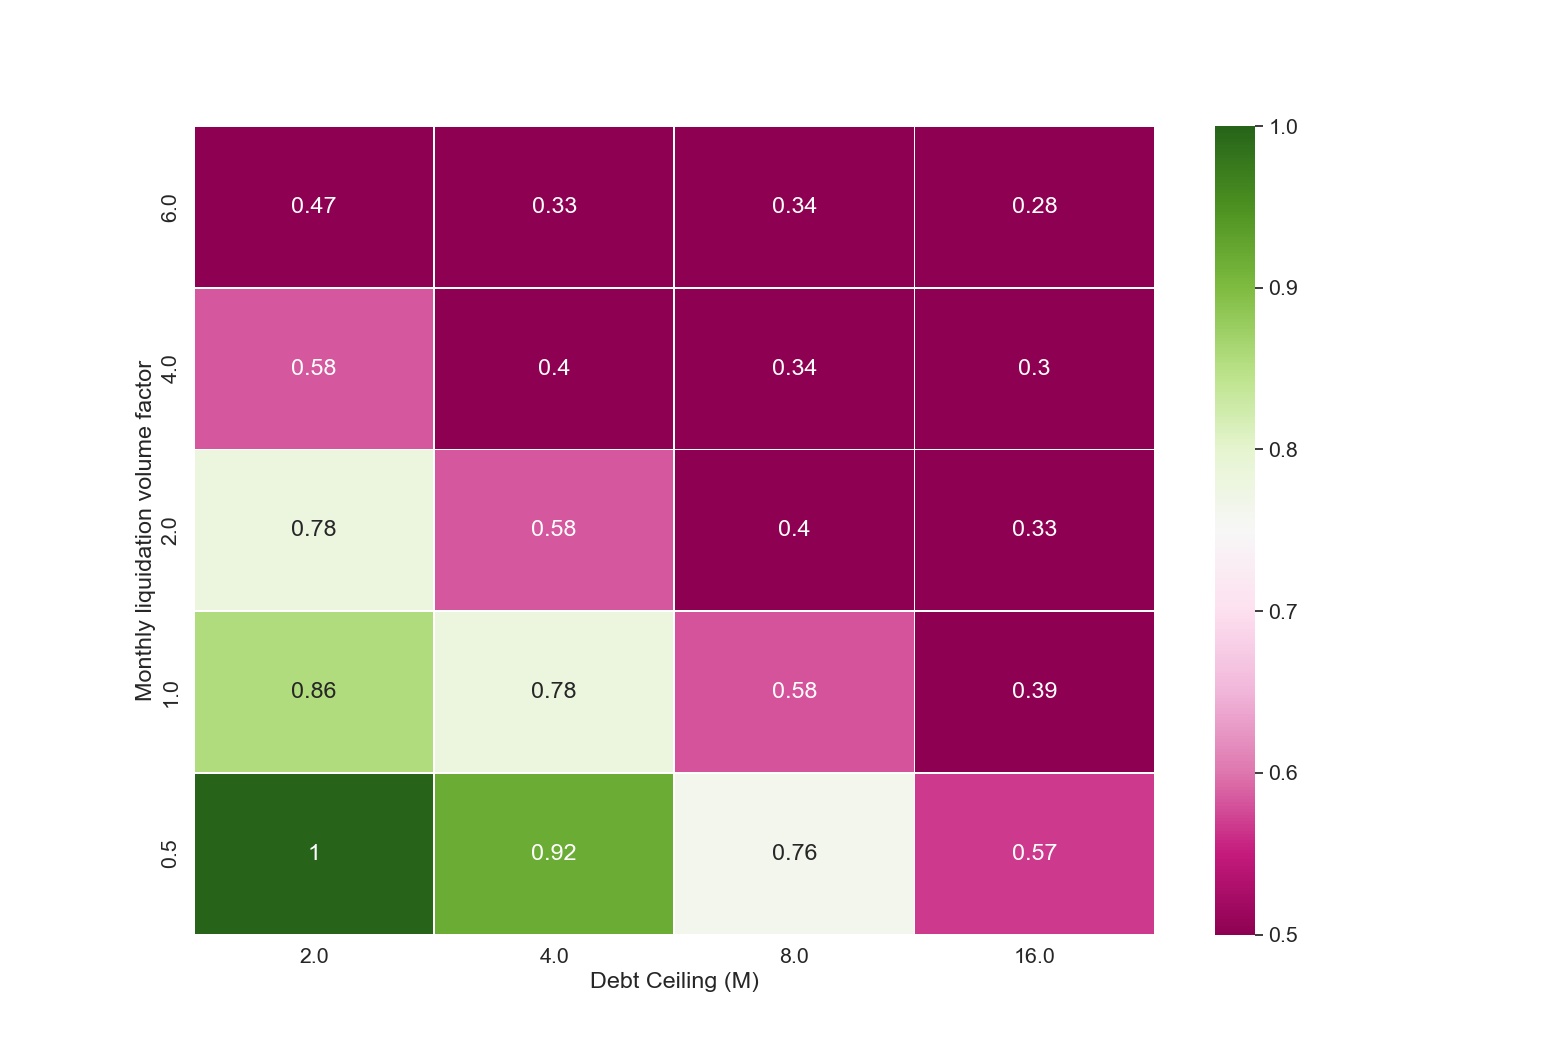 1.0
6.0 0.47 0.33 0.34 0.28
0.9
4.0 0.58 0.4 0.34 0.3
0.8
Monthly liquidation volume factor
2.0 0.78 0.58 0.4 0.33
0.7
1.0 0.86 0.78 0.58 0.39
0.6
0.5 1 0.92 0.76 0.57
0.5
2.0 4.0 8.0 16.0
Debt Ceiling (M)